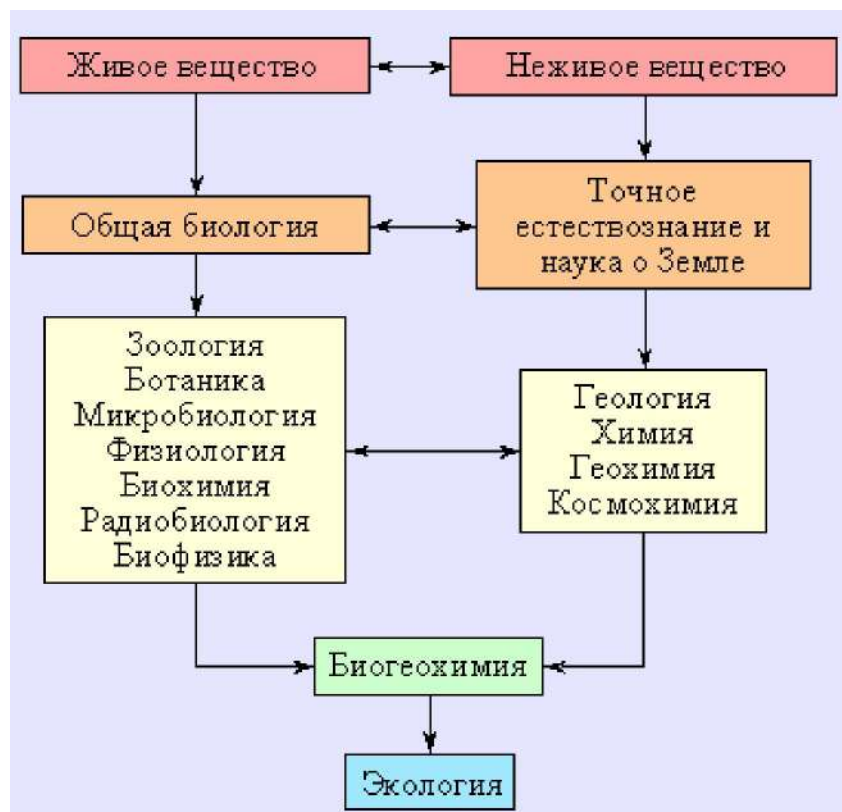 Живое вещество
Неживое вещество
Общая биология
Точное
естествознание и
наука о Земле
Зоология
Ботаника
Микробиология
Физиология
Биохимия
Радиобиология
Биофизика
Геология
Химия
Геохимия
Космохимия
Биогеохимия
Экология